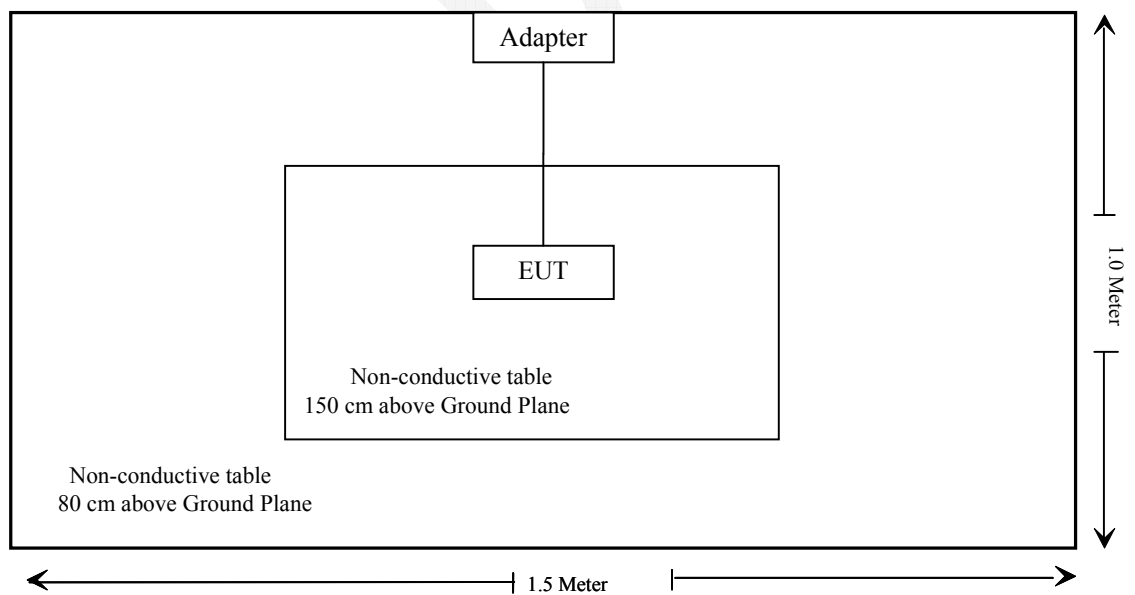 Adapter
EUT
Non-conductive table
150 cm above Ground Plane
Non-conductive table
80 cm above Ground Plane
1.0 Meter
1.5 Meter